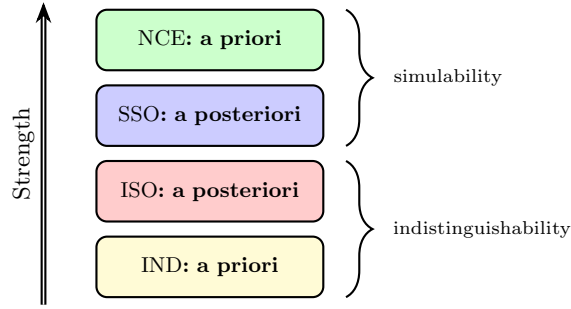 NCE: a priori
SSO: a posteriori
simulability
ISO: a posteriori
IND: a priori
indistinguishability
Strength